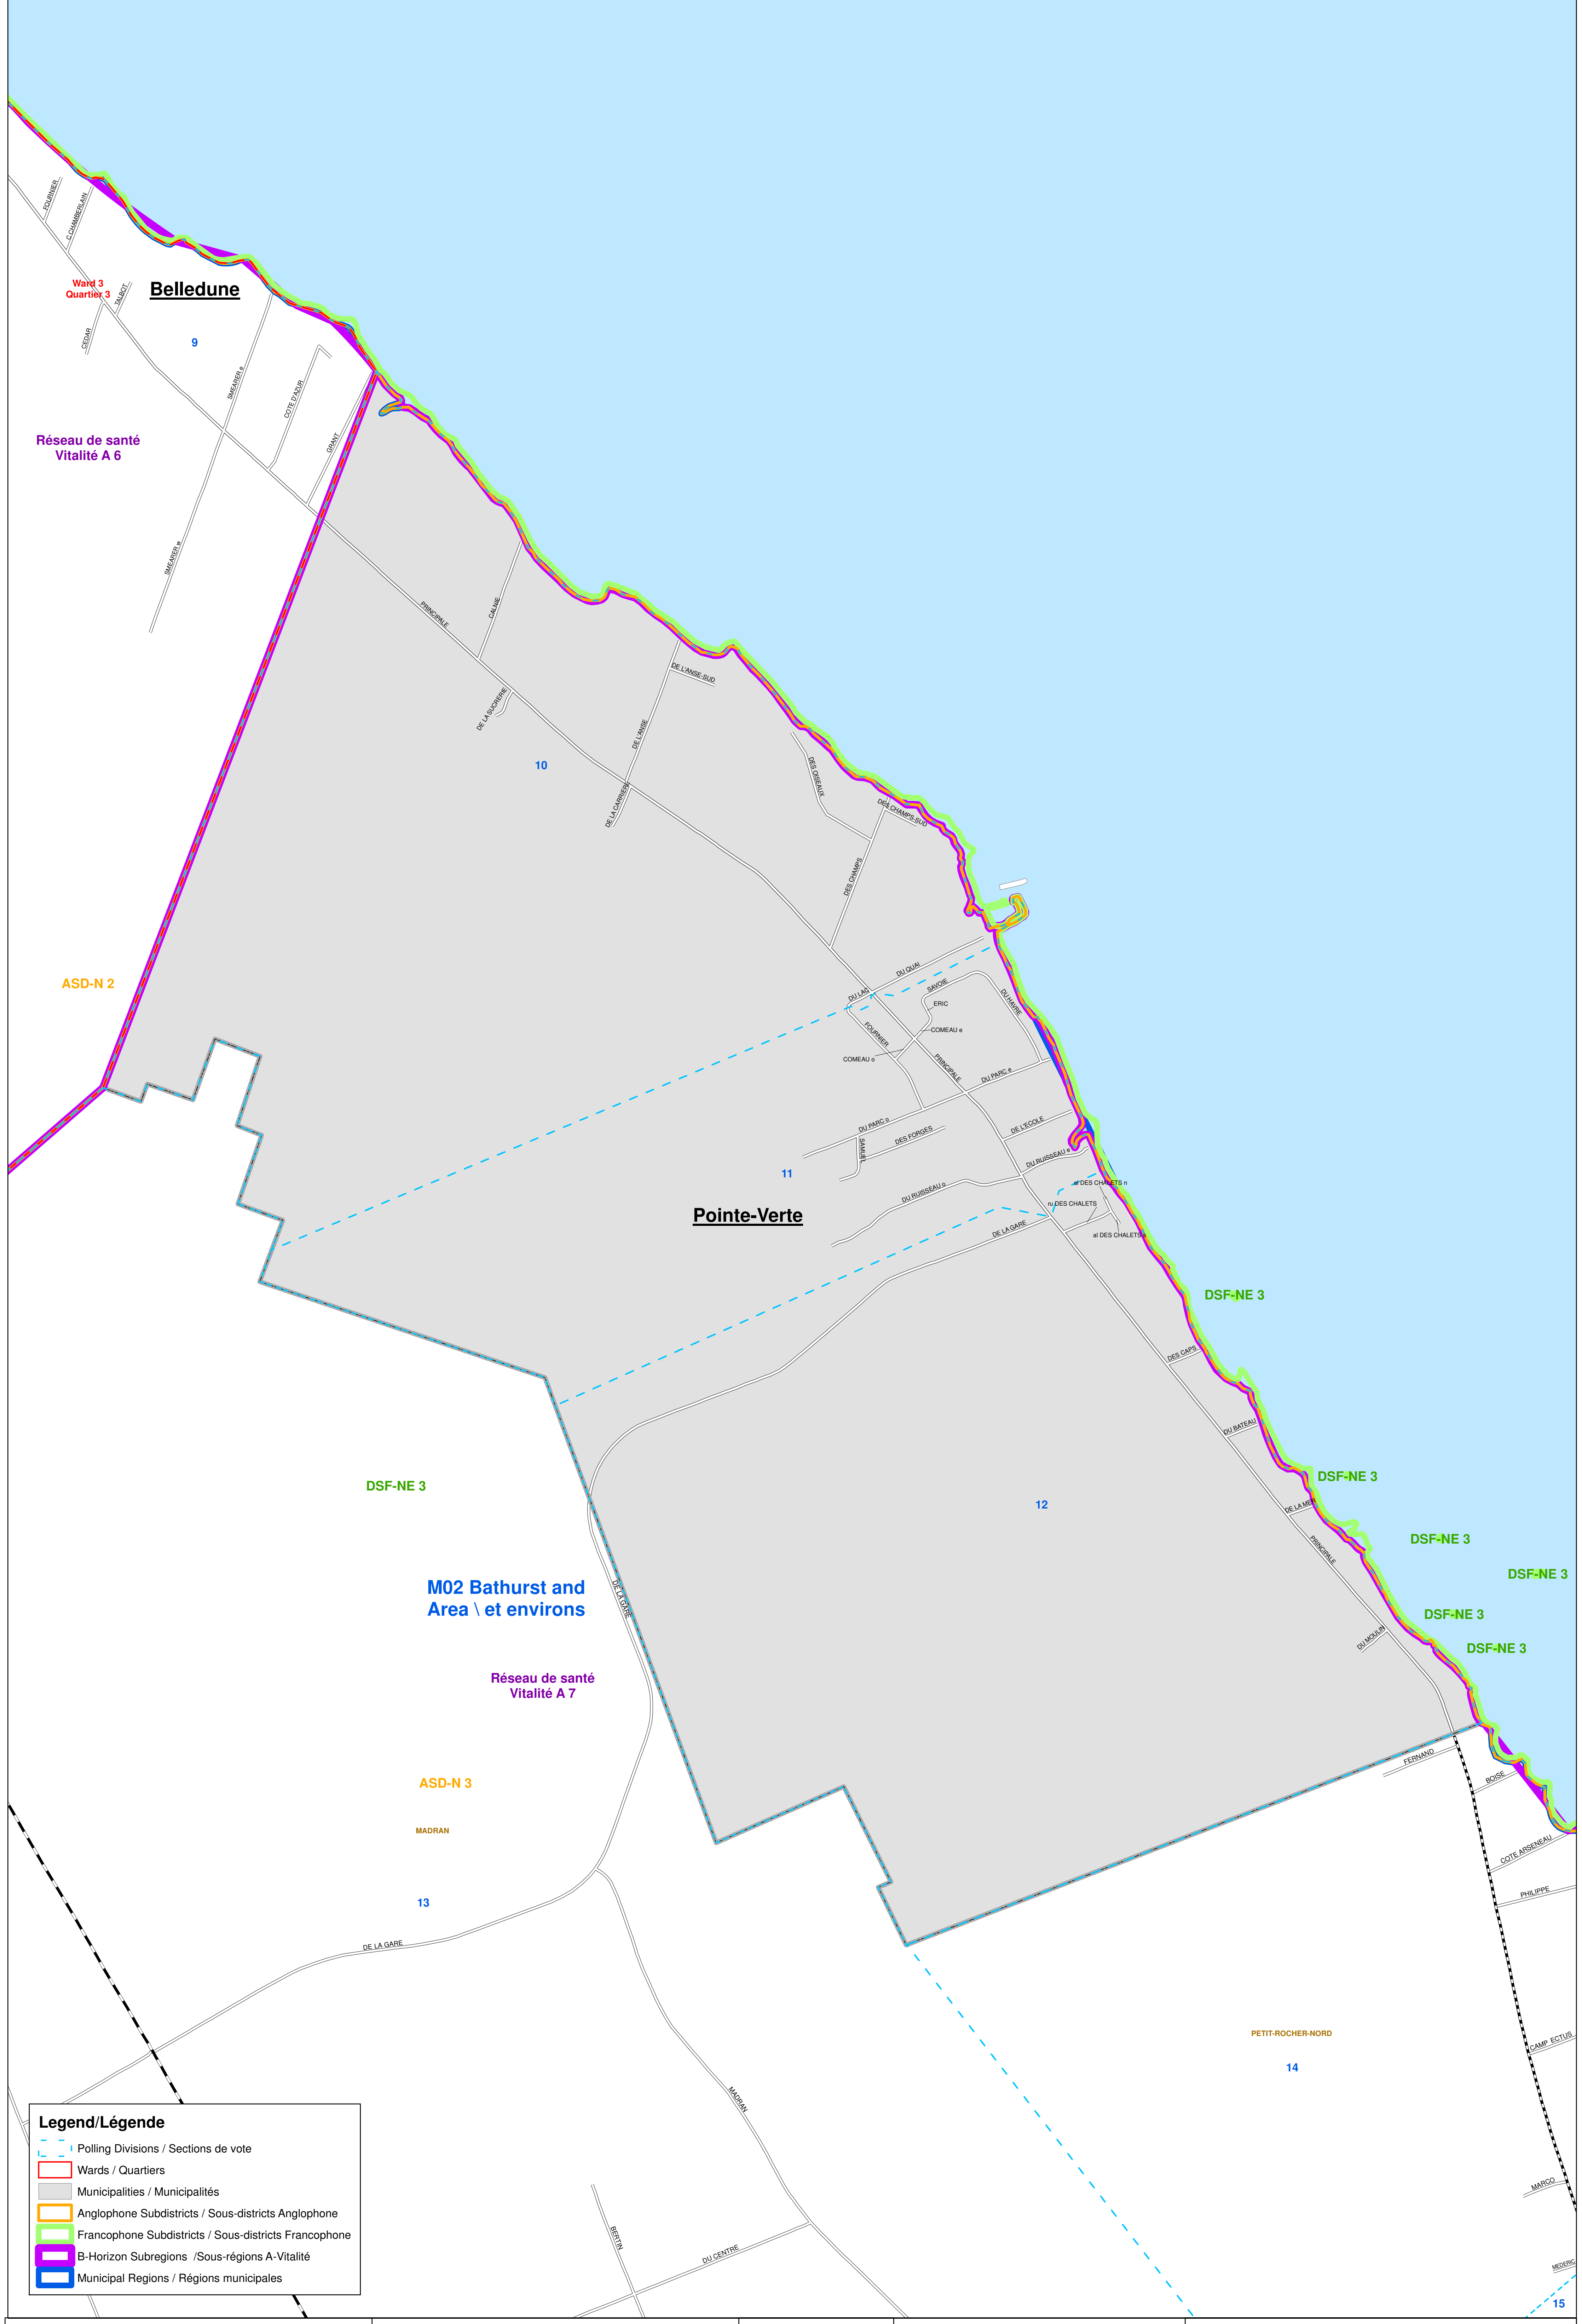 FOURNIER
C CHAMBERLAIN
Ward 3
Quartier 3
TALBOT
Belledune
CEDAR
9
SMEARER e
COTE D'AZUR
GRANT
Réseau de santé
Vitalité A 6
SMEARER w
PRINCIPALE
CALNIE
DE LA SUCRERIE
DE L'ANSE-SUD
DE L'ANSE
10
DE LA CARRIERE
DES OISEAUX
DES CHAMPS-SUD
DES CHAMPS
ASD-N 2
DU QUAI
DU LAC
SAVOIE
ERIC
DU HAVRE
FOURNIER
COMEAU e
COMEAU o
PRINCIPALE
DU PARC e
DU PARC o
DE L'ECOLE
DES FORGES
SAMUEL
DU RUISSEAU e
11
DU RUISSEAU o
al DES CHALETS n
ru DES CHALETS
Pointe-Verte
DE LA GARE
al DES CHALETS
DSF-NE 3
DES CAPS
DU BATEAU
DSF-NE 3
DSF-NE 3
12
DE LA MER
PRINCIPALE
DSF-NE 3
DSF-NE 3
M02 Bathurst and
Area \ et environs
DE LA GARE
DSF-NE 3
DU MOULIN
DSF-NE 3
Réseau de santé
Vitalité A 7
FERNAND
BOISE
ASD-N 3
MADRAN
COTE ARSENEAU
PHILIPPE
13
DE LA GARE
PETIT-ROCHER-NORD
CAMP ECTUS
14
MADRAN
MARCO
BERTIN
DU CENTRE
MEDERIC
15
Legend/Légende
Polling Divisions / Sections de vote
Wards / Quartiers
Municipalities / Municipalités
Anglophone Subdistricts / Sous-districts Anglophone
Francophone Subdistricts / Sous-districts Francophone
B-Horizon Subregions /Sous-régions A-Vitalité
Municipal Regions / Régions municipales